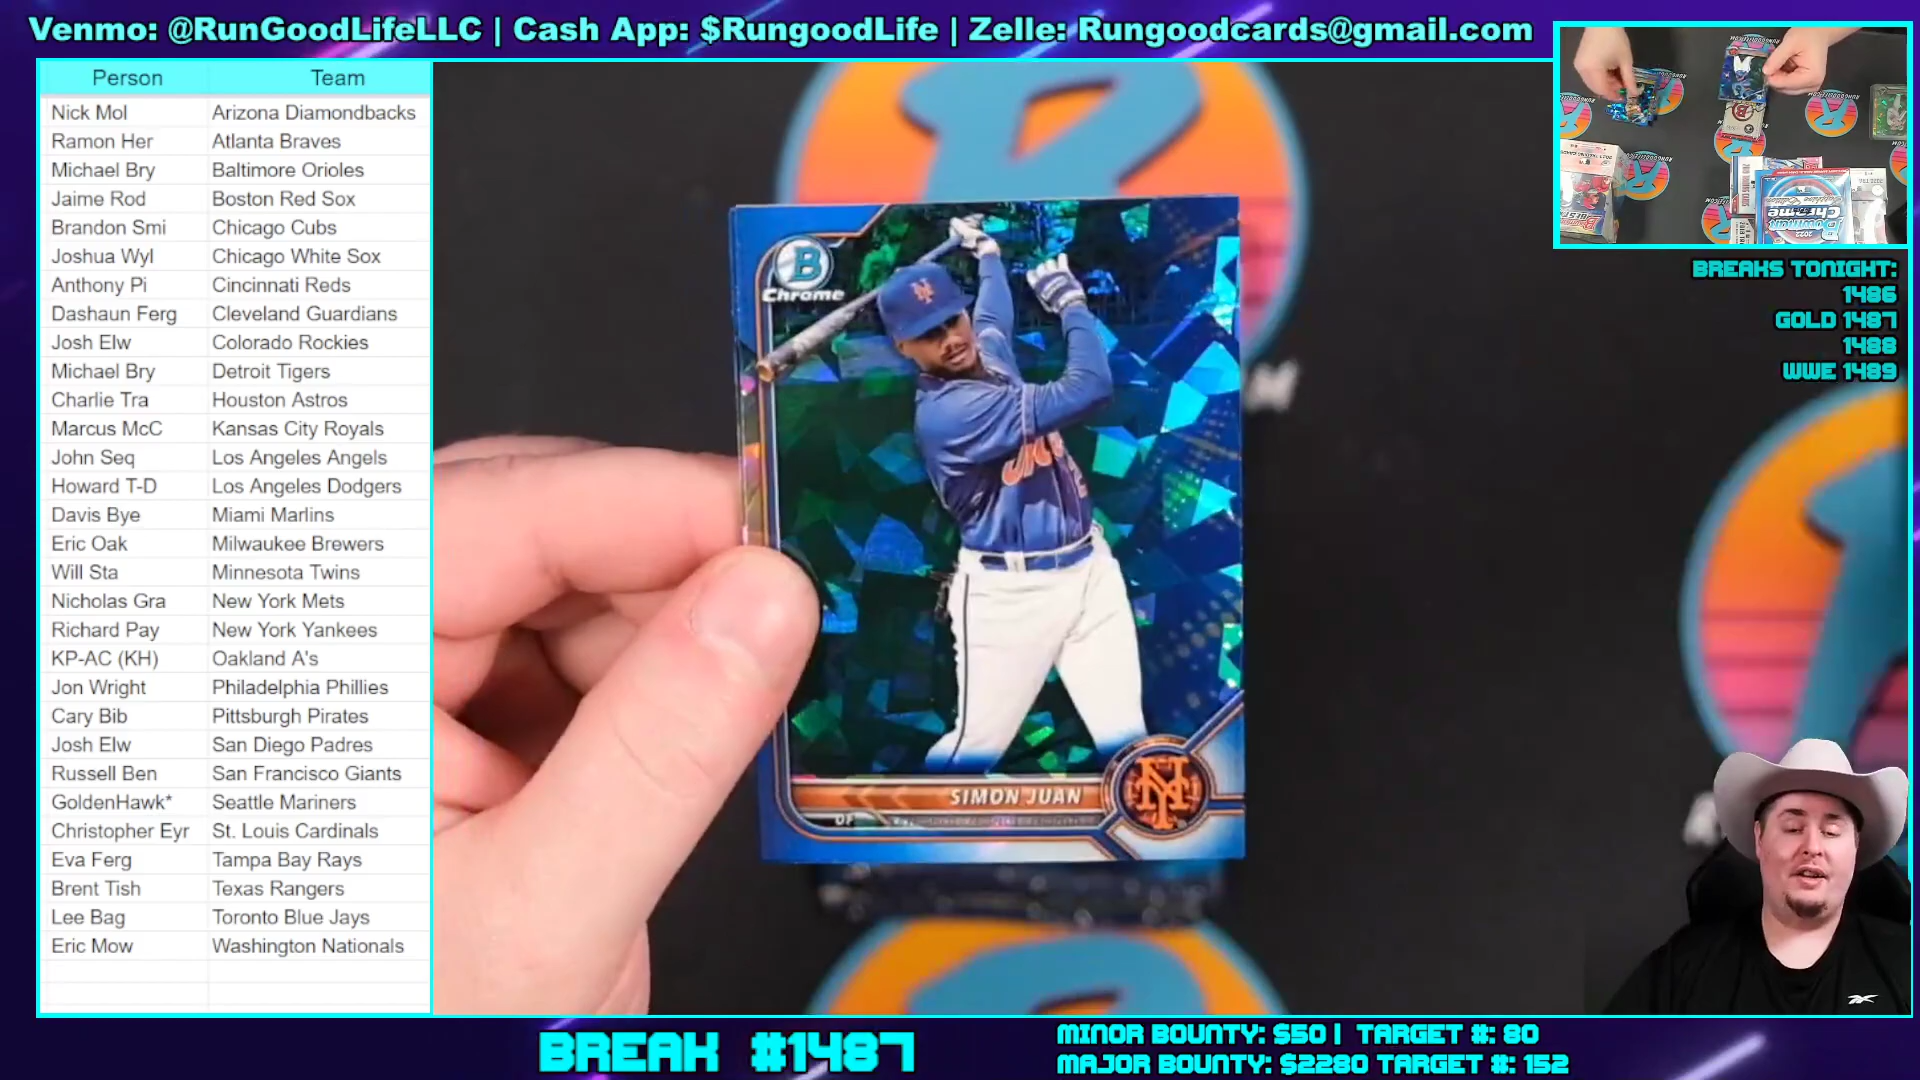 Venmo: @RunGoodLifeLLC | Cash App: $RungoodLife | Zelle: Rungoodcards@gmail.com
Person Team
Nick Mol Arizona Diamondbacks
Ramon Her Atlanta Braves
Michael Bry Baltimore Orioles
Jaime Rod Boston Red Sox
Brandon Smi Chicago Cubs
Joshua Wyl Chicago White Sox
Anthony Pi Cincinnati Reds
Dashaun Ferg Cleveland Guardians
Josh Elw Colorado Rockies
Michael Bry Detroit Tigers
Charlie Tra Houston Astros
Marcus McC Kansas City Royals
John Seq Los Angeles Angels
Howard T-D Los Angeles Dodgers
Davis Bye Miami Marlins
Eric Oak Milwaukee Brewers
Will Sta Minnesota Twins
Nicholas Gra New York Mets
Richard Pay New York Yankees
KP-AC (KH) Oakland A's
Jon Wright Philadelphia Phillies
Cary Bib Pittsburgh Pirates
Josh Elw San Diego Padres
Russell Ben San Francisco Giants
GoldenHawk* Seattle Mariners
Christopher Eyr St. Louis Cardinals
Eva Ferg Tampa Bay Rays
Brent Tish Texas Rangers
Lee Bag Toronto Blue Jays
Eric Mow Washington Nationals
B
Chrome
NY
SIMON JUAN
OF
NY
BOWMAN
2022
Chrome
BREAKS TONIGHT:
1486
GOLD 1487
1488
WWE 1489
BREAK #1487
MINOR BOUNTY: $50 | TARGET #: 80
MAJOR BOUNTY: $2280 TARGET #: 152